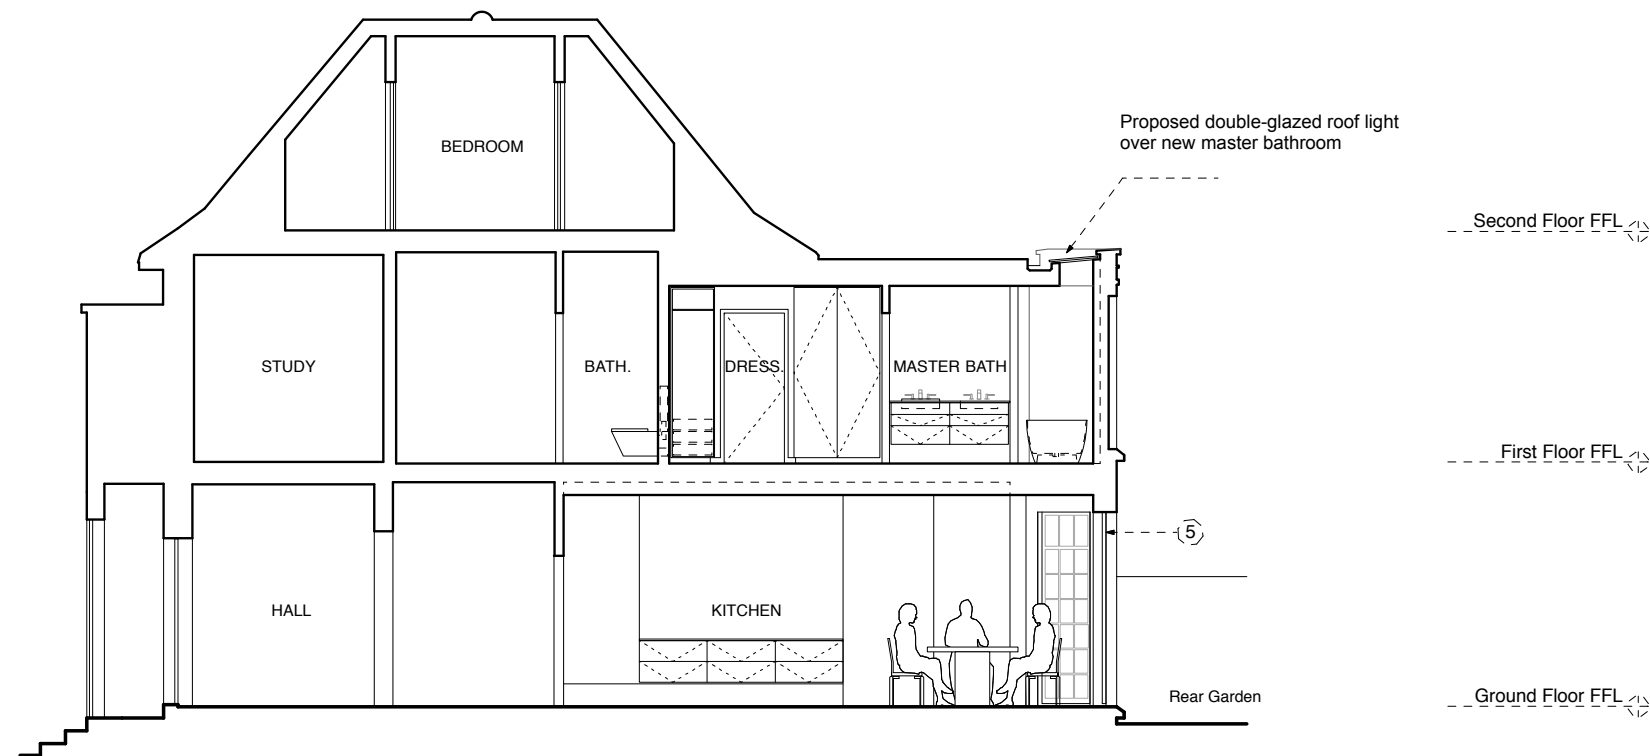 BEDROOM
Proposed double-glazed roof light
over new master bathroom
Second Floor FFL
STUDY
BATH.
DRESS.
MASTER BATH
First Floor FFL
5
HALL
KITCHEN
Rear Garden
Ground Floor FFL